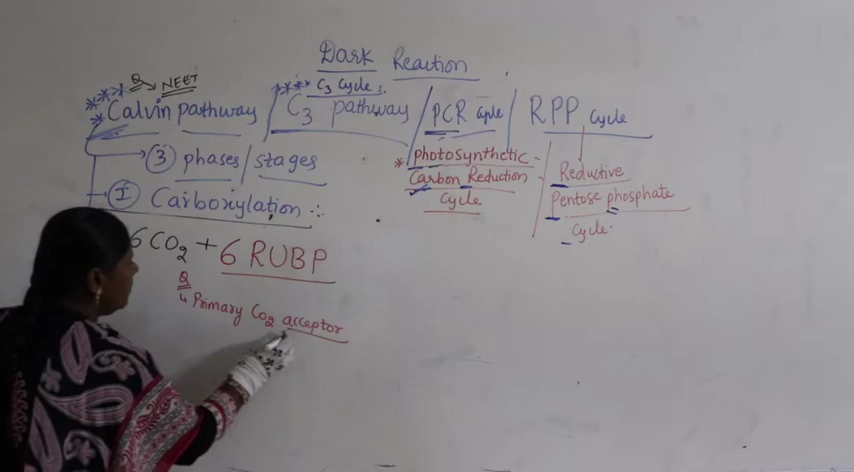 Dark Reaction
Q → NEET
C3 Cycle
**** Calvin pathway / C3 pathway / PCR Cycle / RPP Cycle
→ 3 phases / stages
* photosynthetic
Carbon Reduction
Cycle
Reductive
Pentose phosphate
Cycle.
→ I Carboxylation :-
6CO2 + 6 RUBP
Q
↳ Primary CO2 acceptor